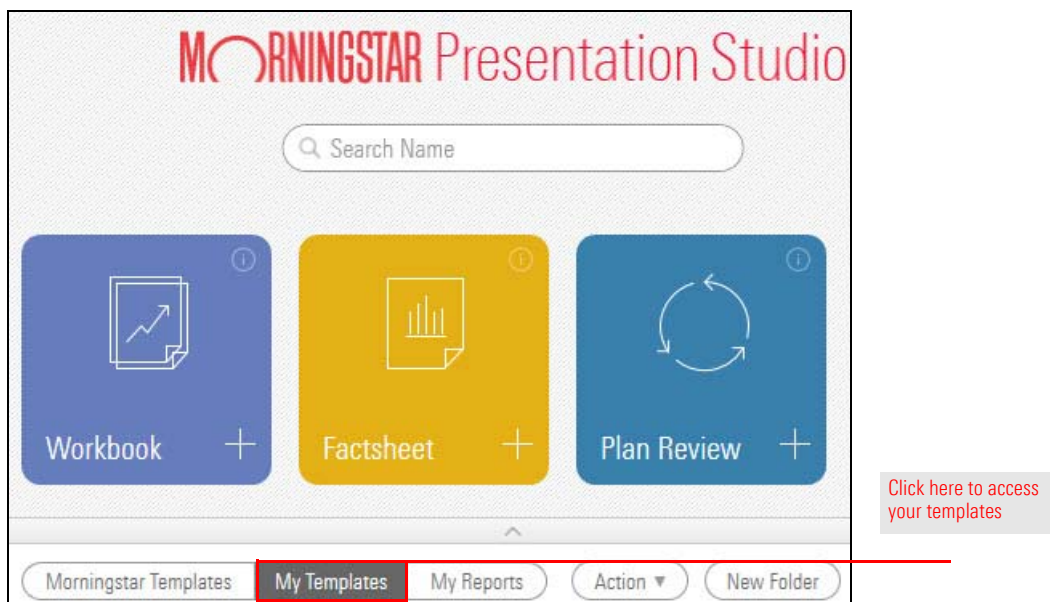 MORNINGSTAR Presentation Studio
Search Name
Workbook
Factsheet
Plan Review
Click here to access
your templates
Morningstar Templates My Templates My Reports Action ▼ New Folder